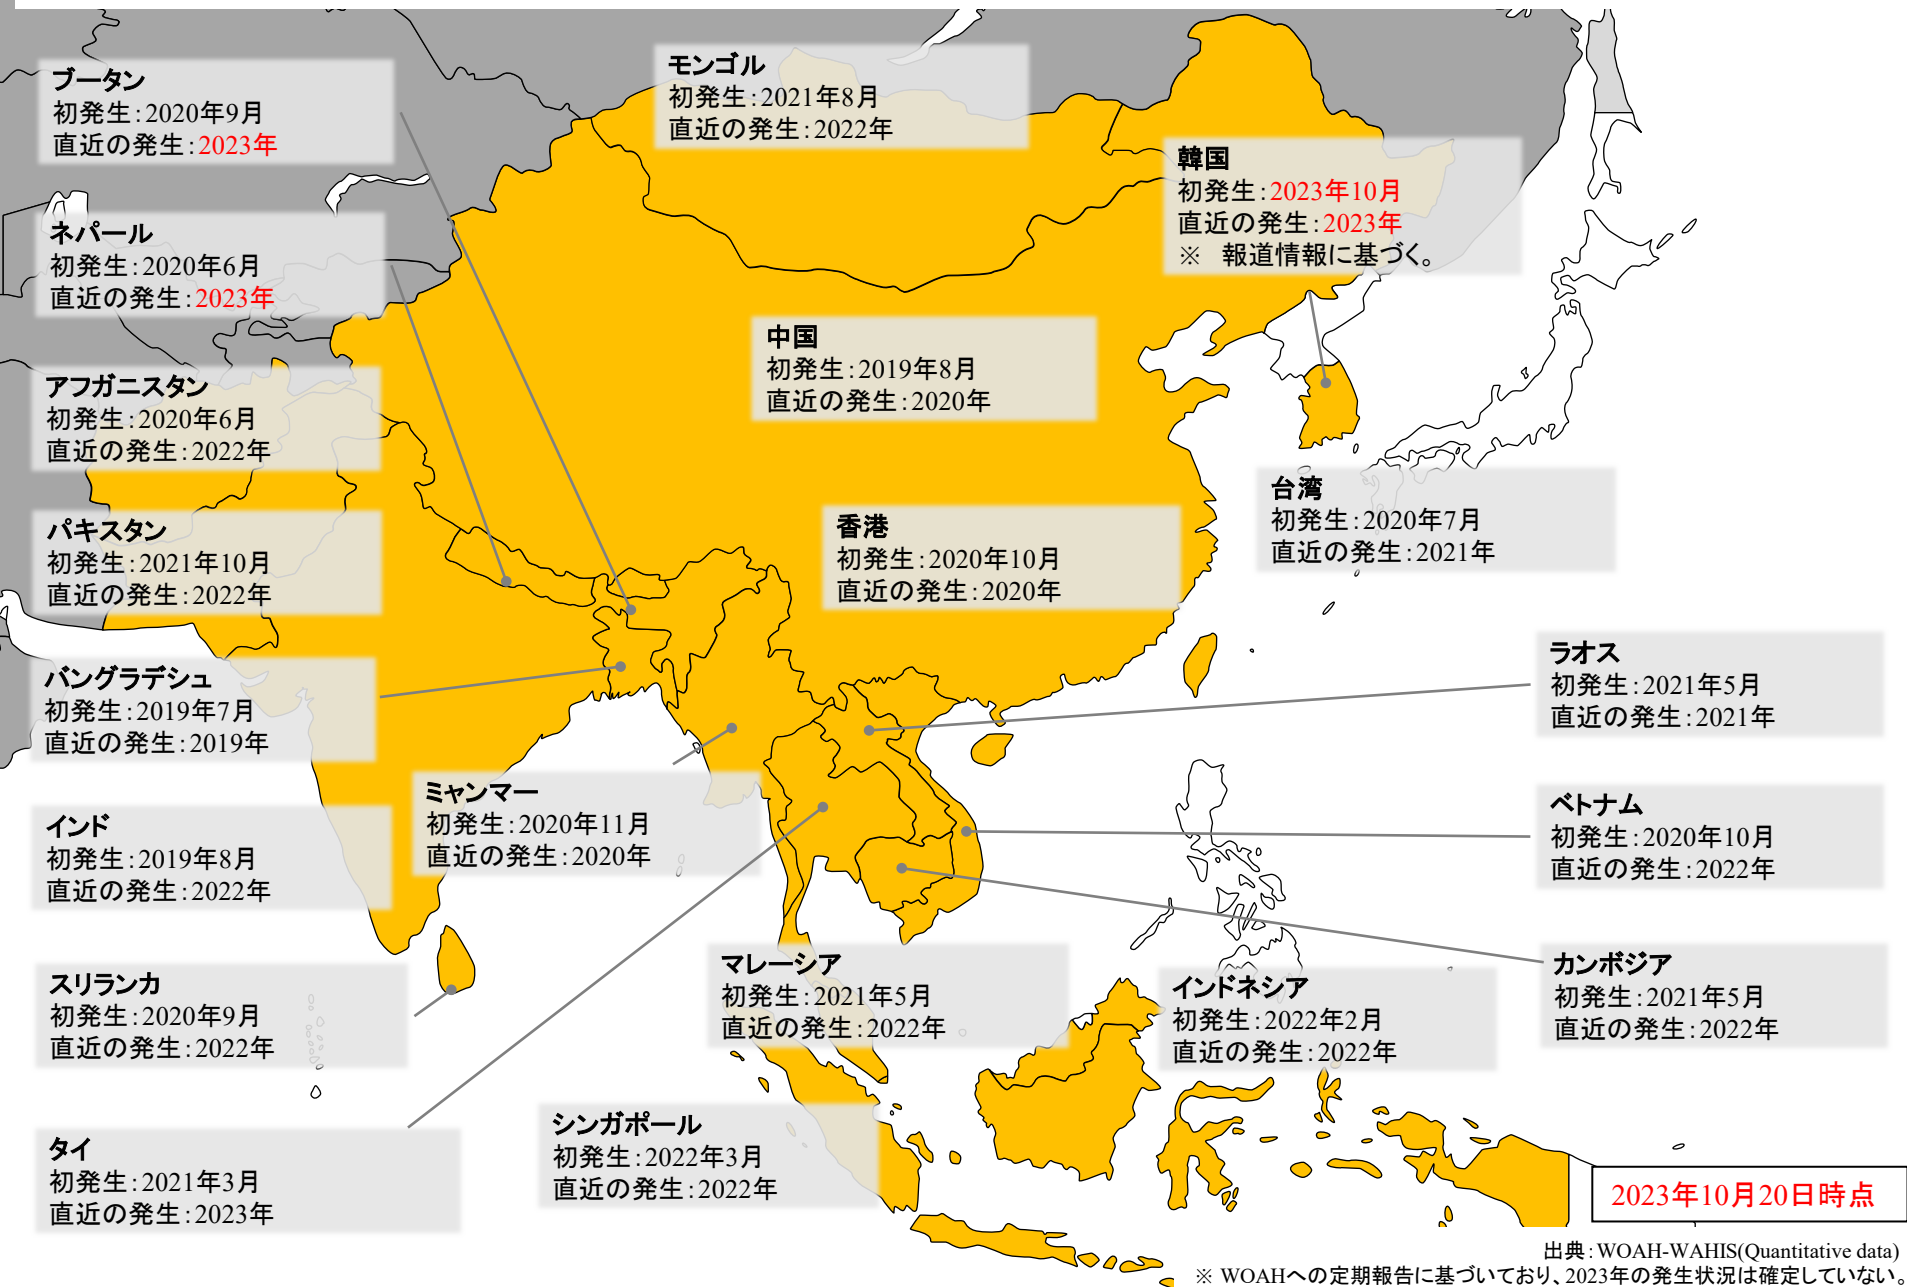 ブータン
初発生:2020年9月
直近の発生:2023年
モンゴル
初発生:2021年8月
直近の発生:2022年
韓国
初発生:2023年10月
直近の発生:2023年
※　報道情報に基づく。
ネパール
初発生:2020年6月
直近の発生:2023年
中国
初発生:2019年8月
直近の発生:2020年
アフガニスタン
初発生:2020年6月
直近の発生:2022年
台湾
初発生:2020年7月
直近の発生:2021年
パキスタン
初発生:2021年10月
直近の発生:2022年
香港
初発生:2020年10月
直近の発生:2020年
ラオス
初発生:2021年5月
直近の発生:2021年
バングラデシュ
初発生:2019年7月
直近の発生:2019年
ミャンマー
初発生:2020年11月
直近の発生:2020年
ベトナム
初発生:2020年10月
直近の発生:2022年
インド
初発生:2019年8月
直近の発生:2022年
スリランカ
初発生:2020年9月
直近の発生:2022年
マレーシア
初発生:2021年5月
直近の発生:2022年
インドネシア
初発生:2022年2月
直近の発生:2022年
カンボジア
初発生:2021年5月
直近の発生:2022年
タイ
初発生:2021年3月
直近の発生:2023年
シンガポール
初発生:2022年3月
直近の発生:2022年
2023年10月20日時点
出典:WOAH-WAHIS(Quantitative data)
※ WOAHへの定期報告に基づいており、2023年の発生状況は確定していない。